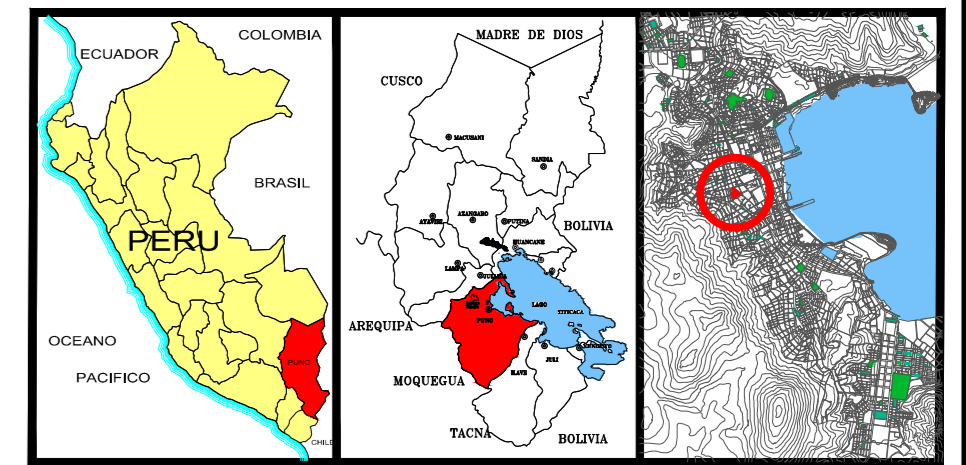 COLOMBIA
ECUADOR
BRASIL
PERU
OCEANO
PUNO
PACIFICO
CHILE
MADRE DE DIOS
CUSCO
MACUSANI
SANDIA
AZANGARO
AYAVIRI
PUTINA
BOLIVIA
HUANCANE
LAMPA
JULIACA
LAGO
TITICACA
PUNO
AREQUIPA
JULI
ILAVE
MOQUEGUA
TACNA
BOLIVIA